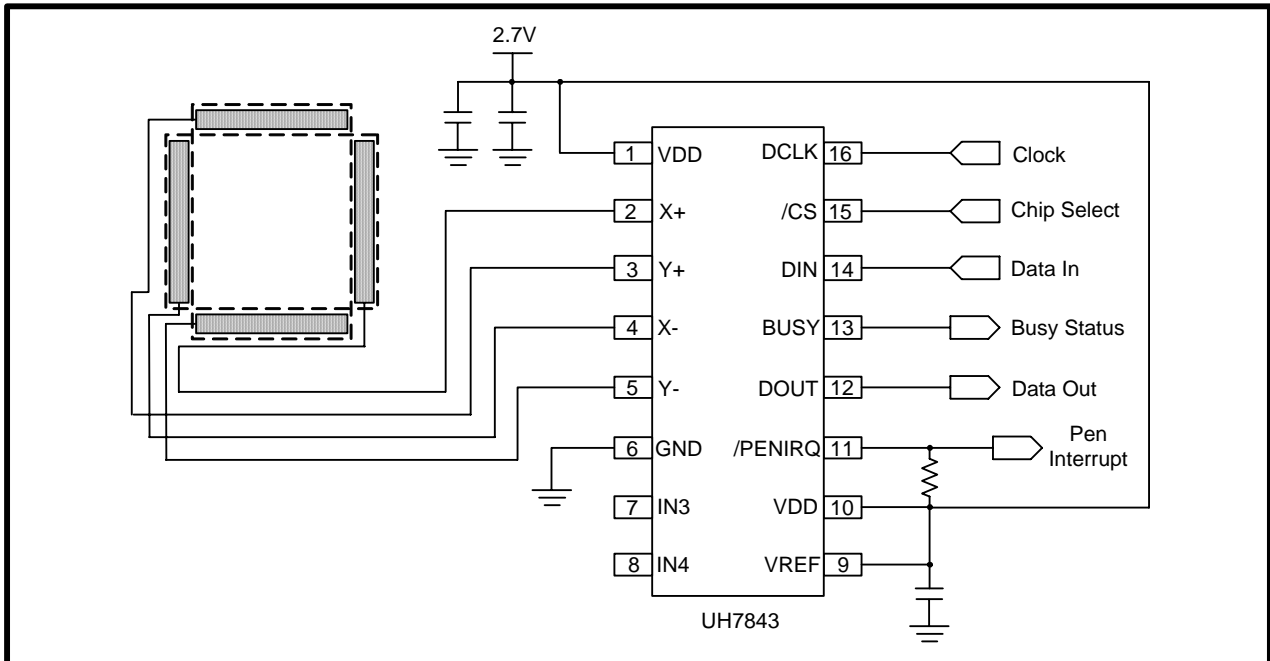 2.7V
1 VDD DCLK 16 Clock
2 X+ /CS 15 Chip Select
3 Y+ DIN 14 Data In
4 X- BUSY 13 Busy Status
5 Y- DOUT 12 Data Out
6 GND /PENIRQ 11 Pen Interrupt
7 IN3 VDD 10
8 IN4 VREF 9
UH7843